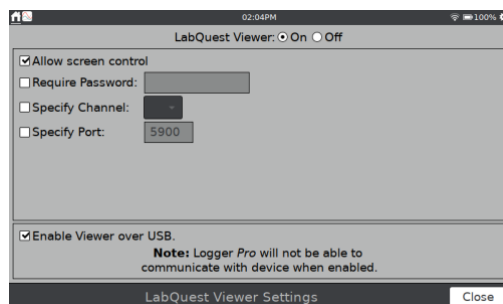 02:04PM 100%
LabQuest Viewer: On Off
Allow screen control
Require Password:
Specify Channel:
Specify Port: 5900
Enable Viewer over USB.
Note: Logger Pro will not be able to
communicate with device when enabled.
LabQuest Viewer Settings Close